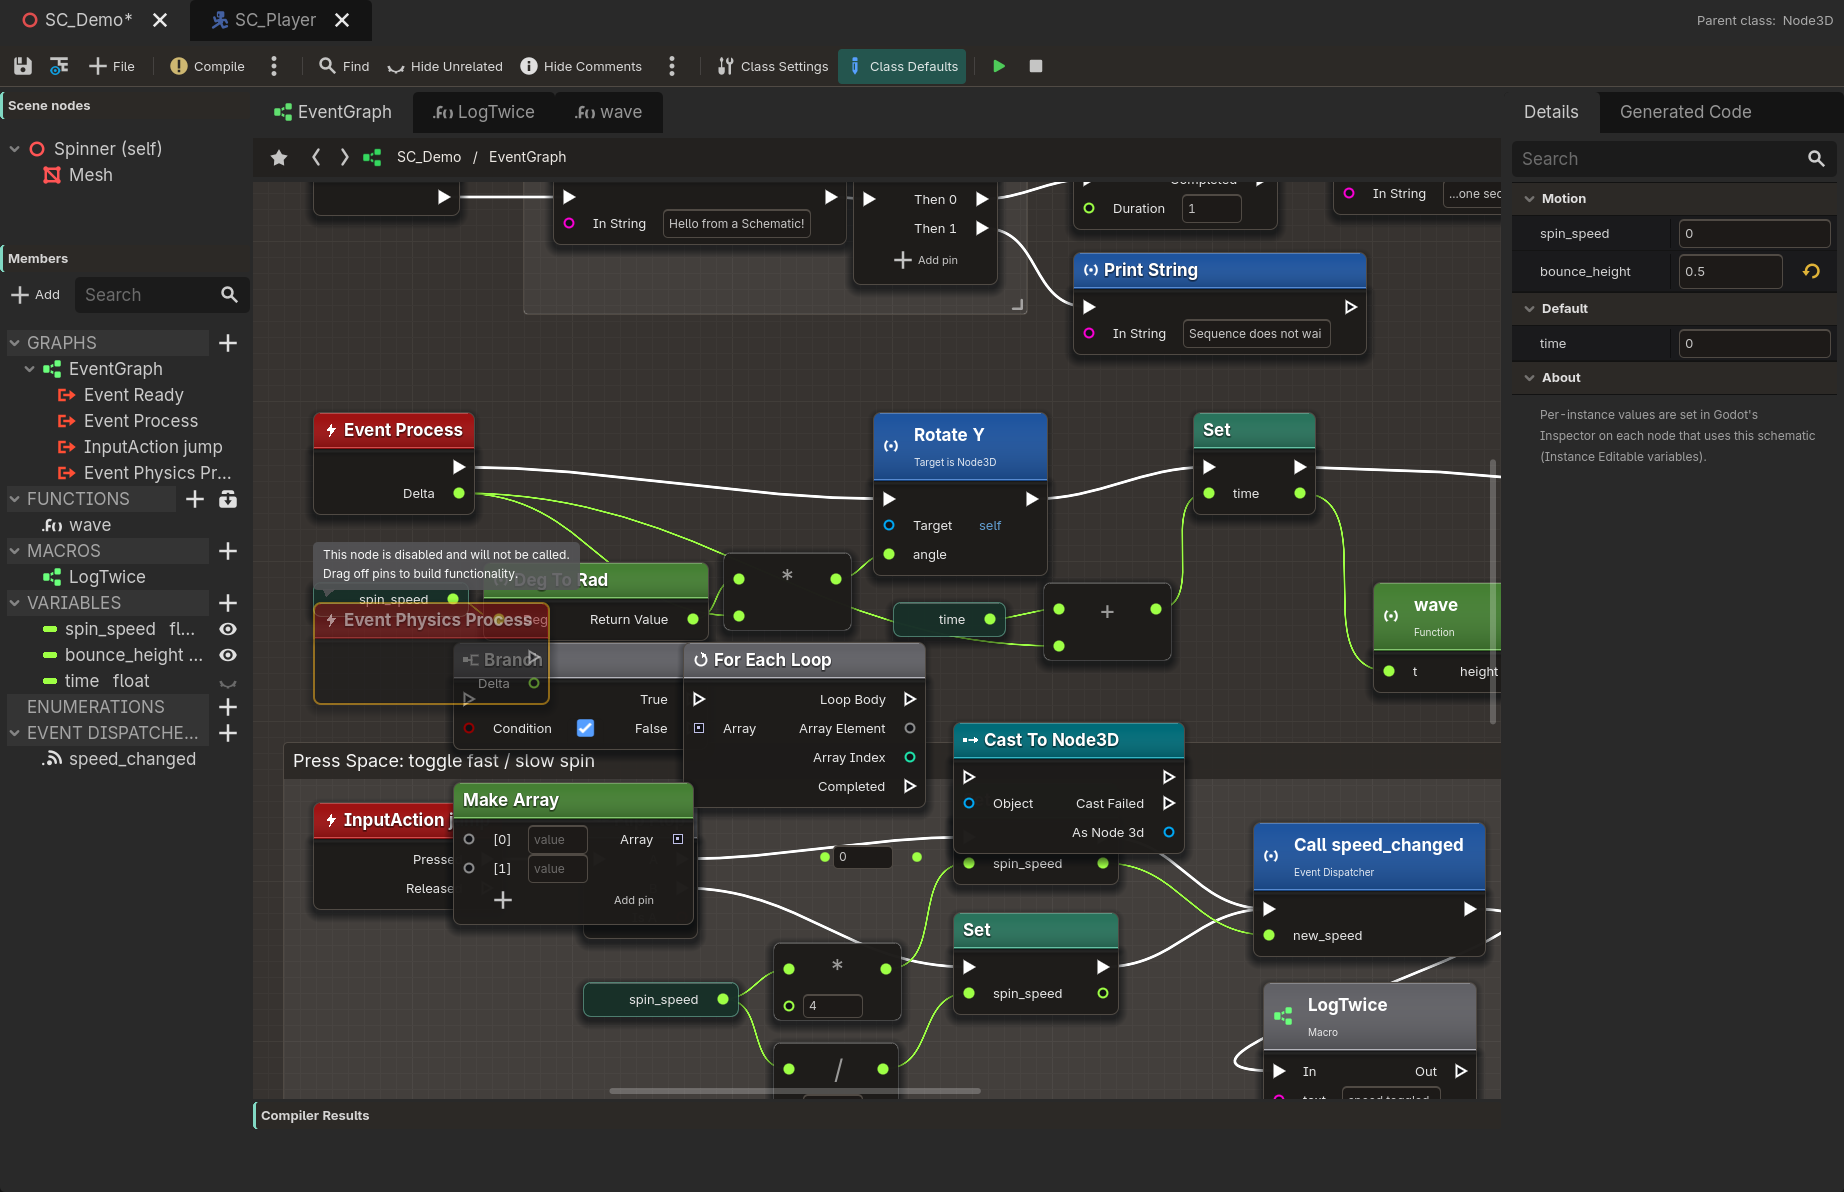 SC_Demo*
SC_Player
Parent class: Node3D
File
Compile
Find
Hide Unrelated
Hide Comments
Class Settings
Class Defaults
Scene nodes
Spinner (self)
Mesh
Members
Add
Search
GRAPHS
EventGraph
Event Ready
Event Process
InputAction jump
Event Physics Pr...
FUNCTIONS
wave
MACROS
LogTwice
VARIABLES
spin_speed fl...
bounce_height ...
time float
ENUMERATIONS
EVENT DISPATCHE...
speed_changed
EventGraph
LogTwice
wave
SC_Demo / EventGraph
In String
Hello from a Schematic!
Then 0
Then 1
Add pin
Completed
Duration
1
In String
...one sec
Print String
In String
Sequence does not wai
Event Process
Delta
Rotate Y
Target is Node3D
Target self
angle
Set
time
This node is disabled and will not be called.
Drag off pins to build functionality.
spin_speed
Deg To Rad
Return Value
Event Physics Process
Delta
*
time
+
wave
Function
t height
Branch
True
Condition
False
For Each Loop
Loop Body
Array
Array Element
Array Index
Completed
Press Space: toggle fast / slow spin
Cast To Node3D
Object
Cast Failed
As Node 3d
spin_speed
InputAction j
Presse
Release
Make Array
[0] value
Array
[1] value
Add pin
0
Call speed_changed
Event Dispatcher
new_speed
Set
spin_speed
spin_speed
*
4
/
LogTwice
Macro
In
Out
Compiler Results
Details
Generated Code
Search
Motion
spin_speed
0
bounce_height
0.5
Default
time
0
About
Per-instance values are set in Godot's
Inspector on each node that uses this schematic
(Instance Editable variables).